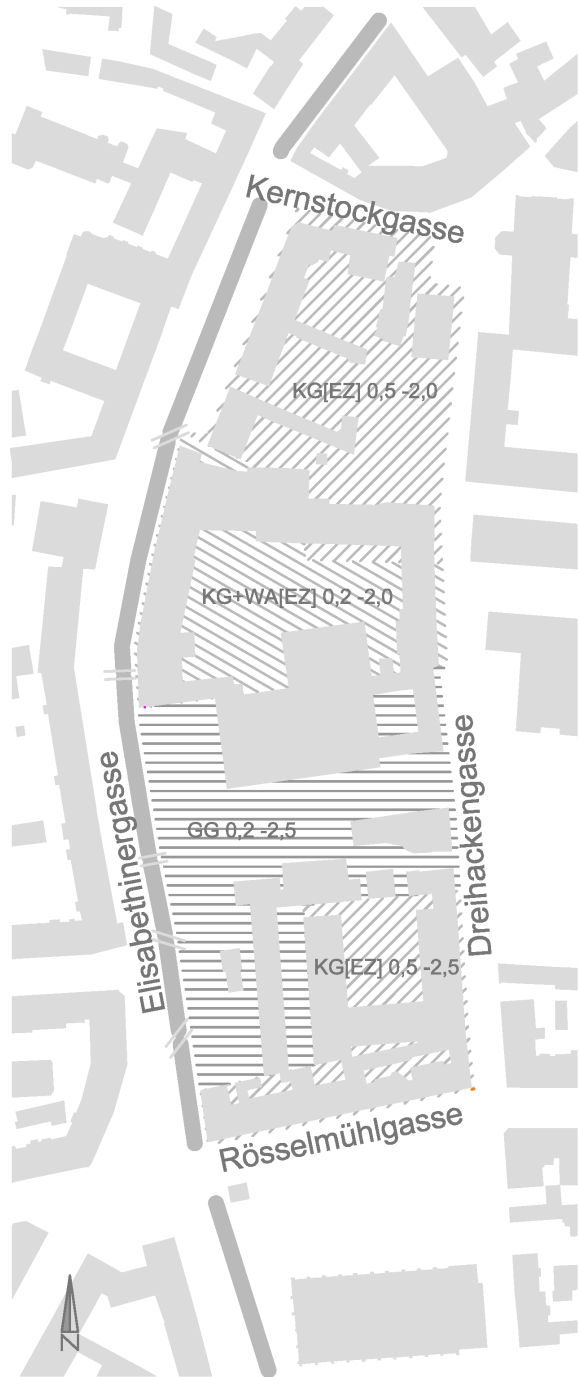 Kernstockgasse
KG[EZ] 0,5 -2,0
KG+WA[EZ] 0,2 -2,0
Elisabethinergasse
Dreihackengasse
GG 0,2 -2,5
KG[EZ] 0,5 -2,5
Rösselmühlgasse
N